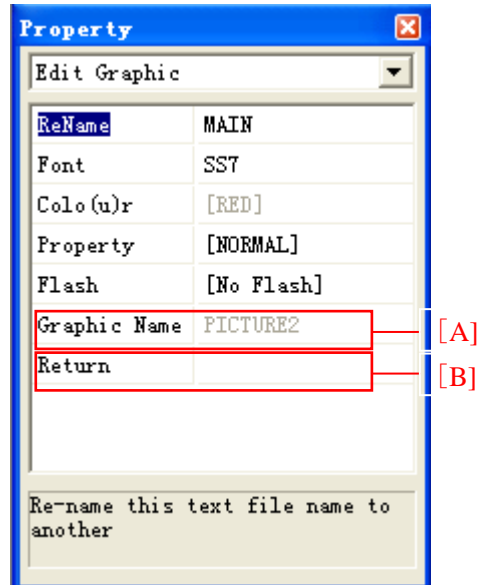 Property
Edit Graphic
ReName MAIN
Font SS7
Colo(u)r [RED]
Property [NORMAL]
Flash [No Flash]
Graphic Name PICTURE2 [A]
Return [B]
Re-name this text file name to
another